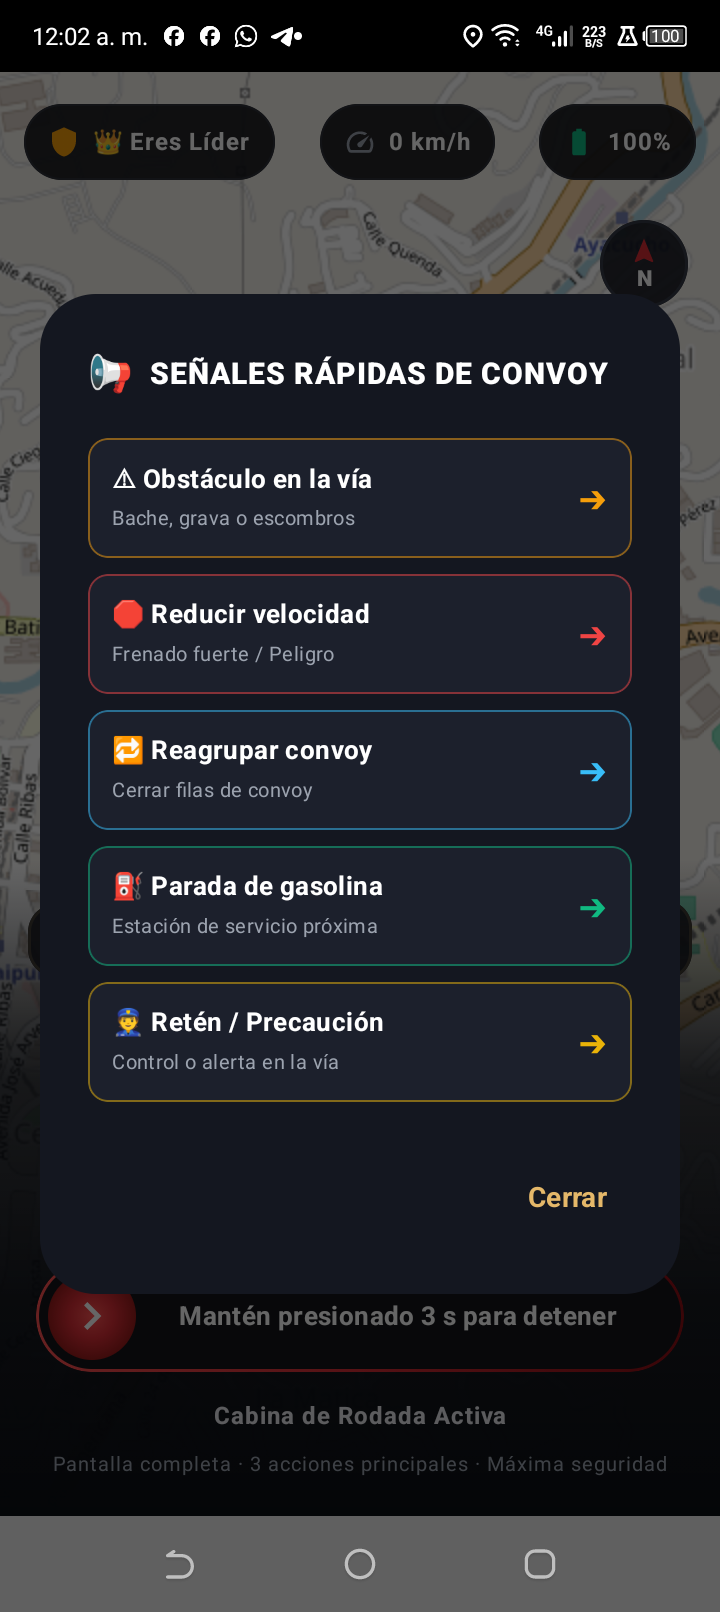 12:02 a. m.
4G 223 B/S 100
Eres Líder
0 km/h
100%
Calle Quenda
N
SEÑALES RÁPIDAS DE CONVOY
Obstáculo en la vía
Bache, grava o escombros
Reducir velocidad
Frenado fuerte / Peligro
Reagrupar convoy
Cerrar filas de convoy
Parada de gasolina
Estación de servicio próxima
Retén / Precaución
Control o alerta en la vía
Cerrar
Calle Ribas
Mantén presionado 3 s para detener
Cabina de Rodada Activa
Pantalla completa · 3 acciones principales · Máxima seguridad